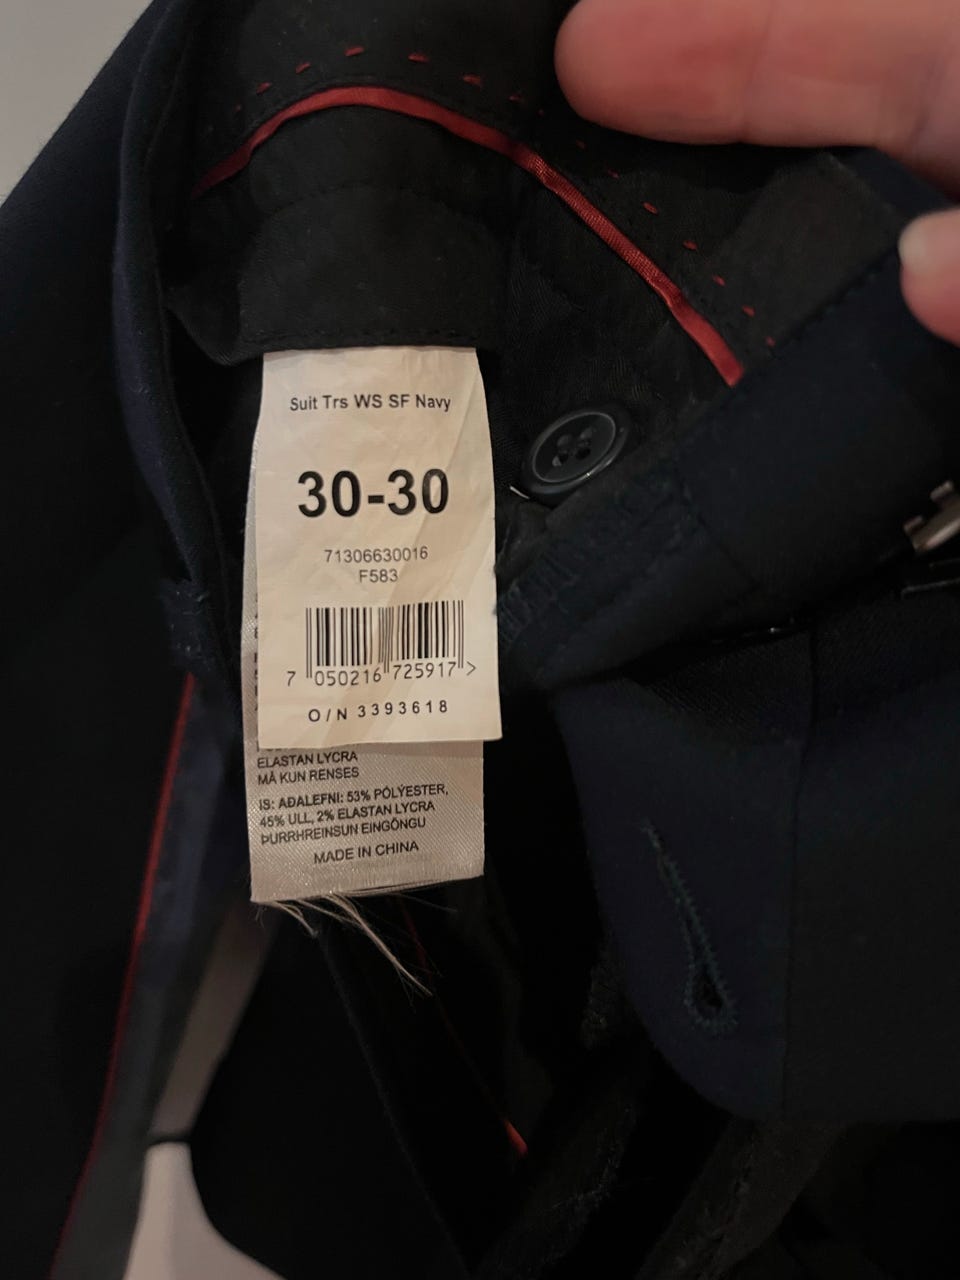 Suit Trs WS SF Navy
30-30
71306630016
F583
7 050216 725917 >
O/N 3393618
ELASTAN LYCRA
MÅ KUN RENSES
IS: AÐALEFNI: 53% PÓLÝESTER,
45% ULL, 2% ELASTAN LYCRA
ÞURRHREINSUN EINGÖNGU
MADE IN CHINA